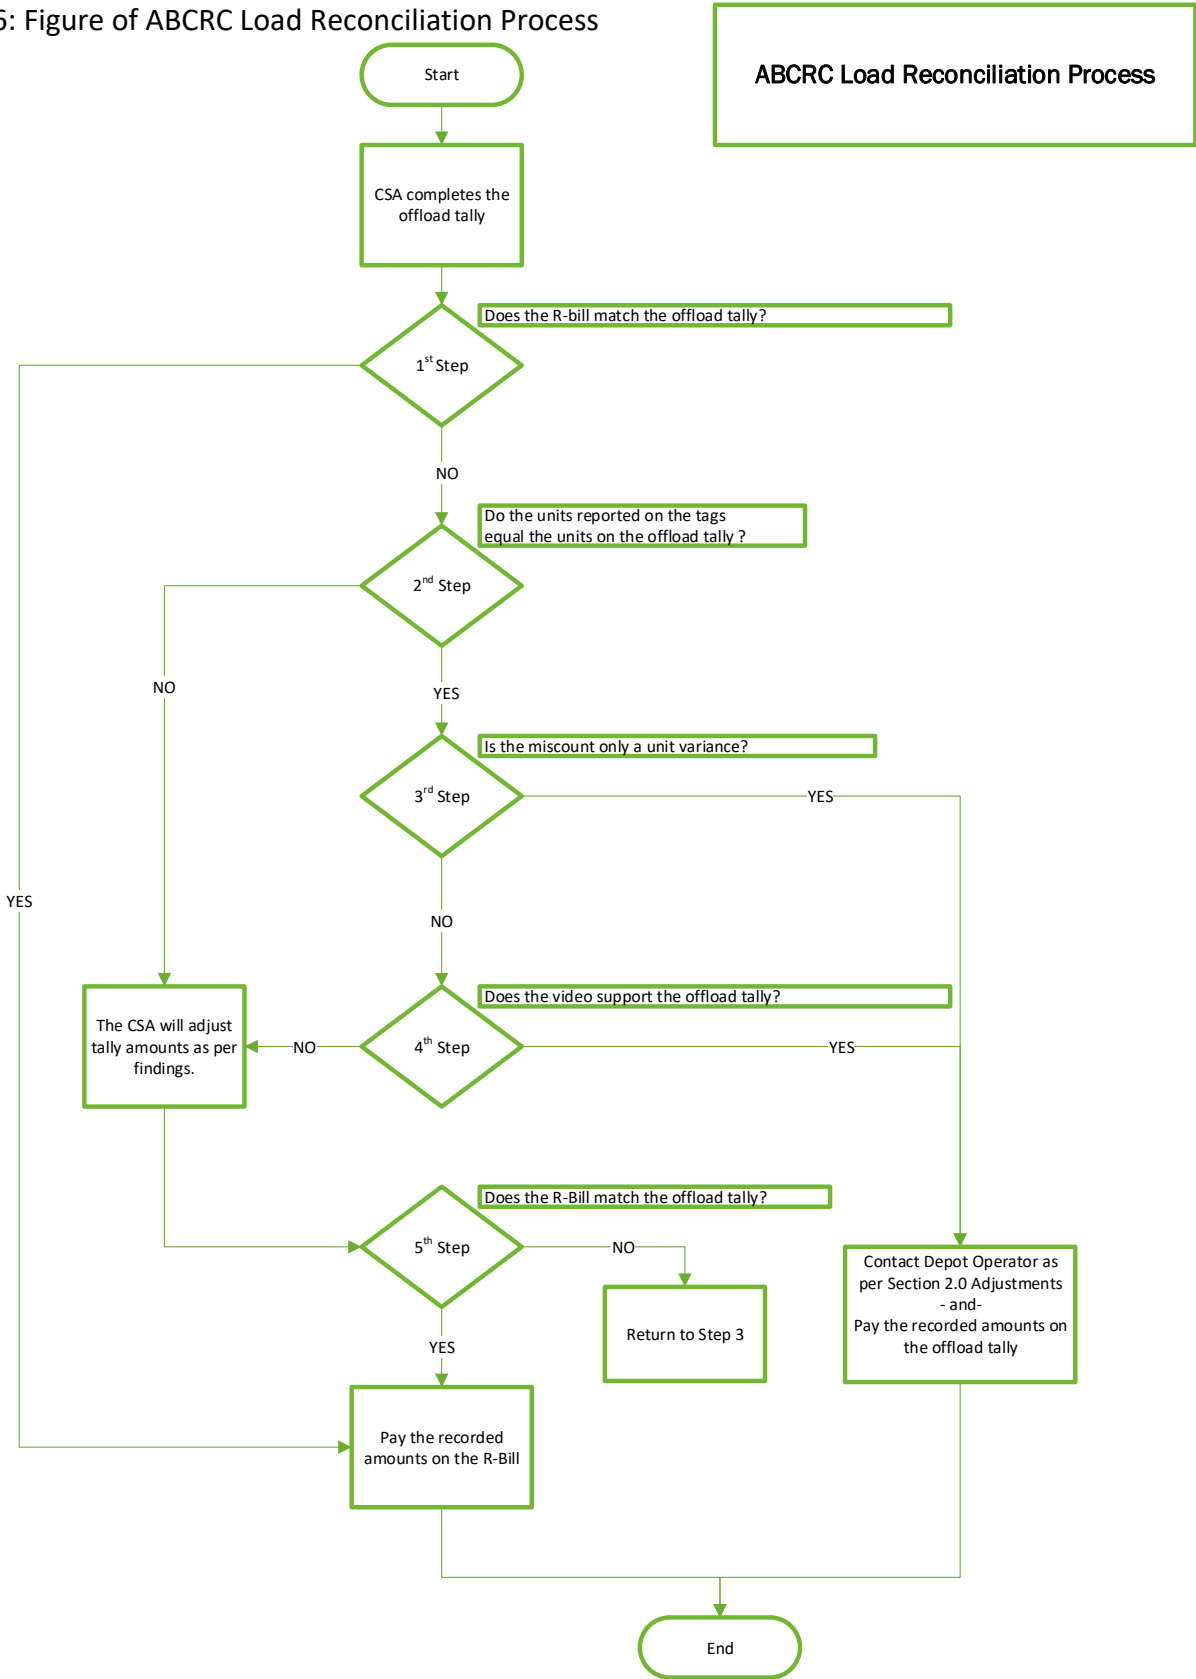 6: Figure of ABCRC Load Reconciliation Process
ABCRC Load Reconciliation Process
Start
CSA completes the
offload tally
Does the R-bill match the offload tally?
1st Step
NO
Do the units reported on the tags
equal the units on the offload tally ?
2nd Step
NO
YES
Is the miscount only a unit variance?
3rd Step
YES
YES
NO
Does the video support the offload tally?
The CSA will adjust
tally amounts as per
findings.
NO
4th Step
YES
Does the R-Bill match the offload tally?
5th Step
NO
Contact Depot Operator as
per Section 2.0 Adjustments
- and-
Pay the recorded amounts on
the offload tally
Return to Step 3
YES
Pay the recorded
amounts on the R-Bill
End